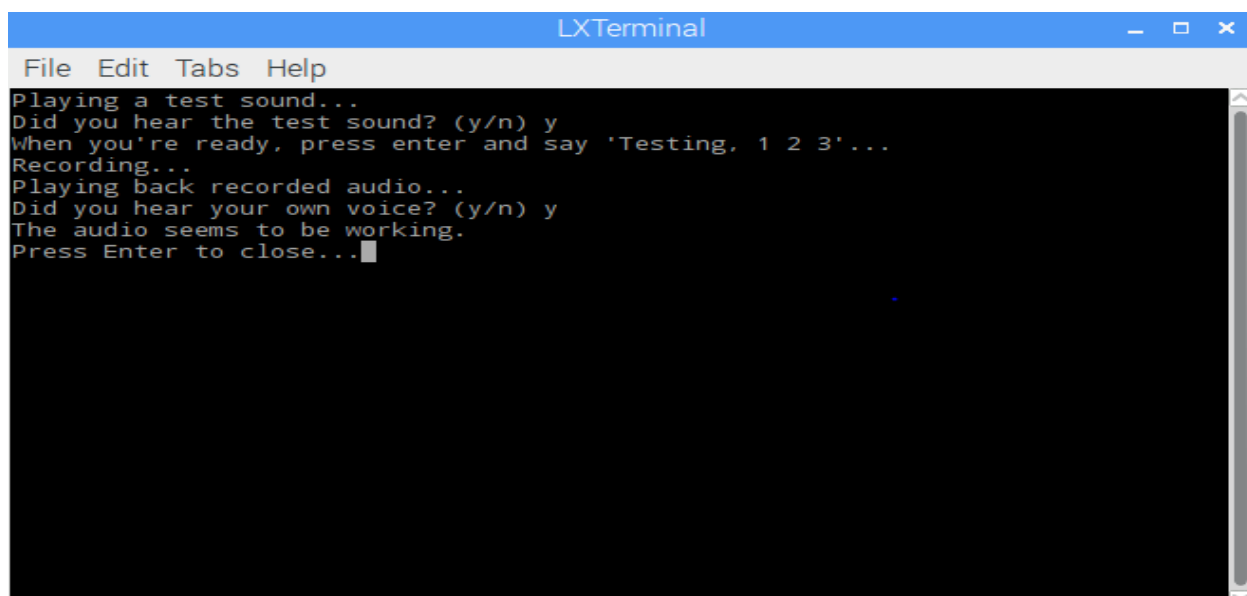 LXTerminal
File Edit Tabs Help
Playing a test sound...
Did you hear the test sound? (y/n) y
When you're ready, press enter and say 'Testing, 1 2 3'...
Recording...
Playing back recorded audio...
Did you hear your own voice? (y/n) y
The audio seems to be working.
Press Enter to close...